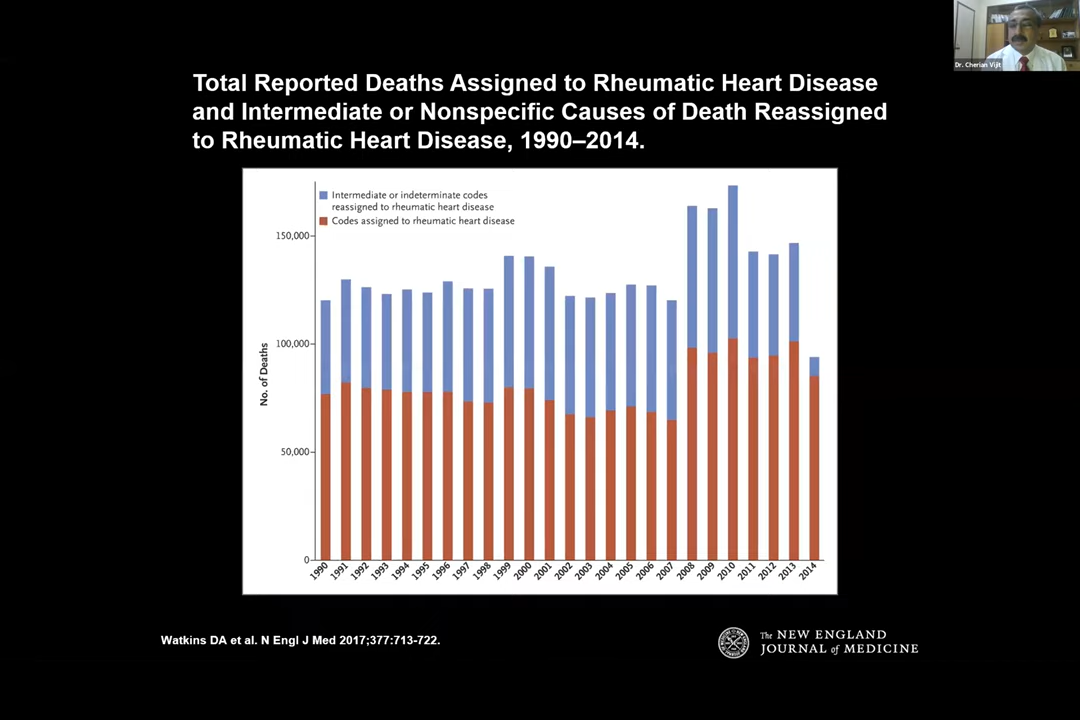 Dr. Cherian Vijit
Total Reported Deaths Assigned to Rheumatic Heart Disease
and Intermediate or Nonspecific Causes of Death Reassigned
to Rheumatic Heart Disease, 1990–2014.
Intermediate or indeterminate codes
reassigned to rheumatic heart disease
Codes assigned to rheumatic heart disease
150,000
100,000
50,000
0
No. of Deaths
1990 1991 1992 1993 1994 1995 1996 1997 1998 1999 2000 2001 2002 2003 2004 2005 2006 2007 2008 2009 2010 2011 2012 2013 2014
Watkins DA et al. N Engl J Med 2017;377:713-722.
The NEW ENGLAND
JOURNAL of MEDICINE